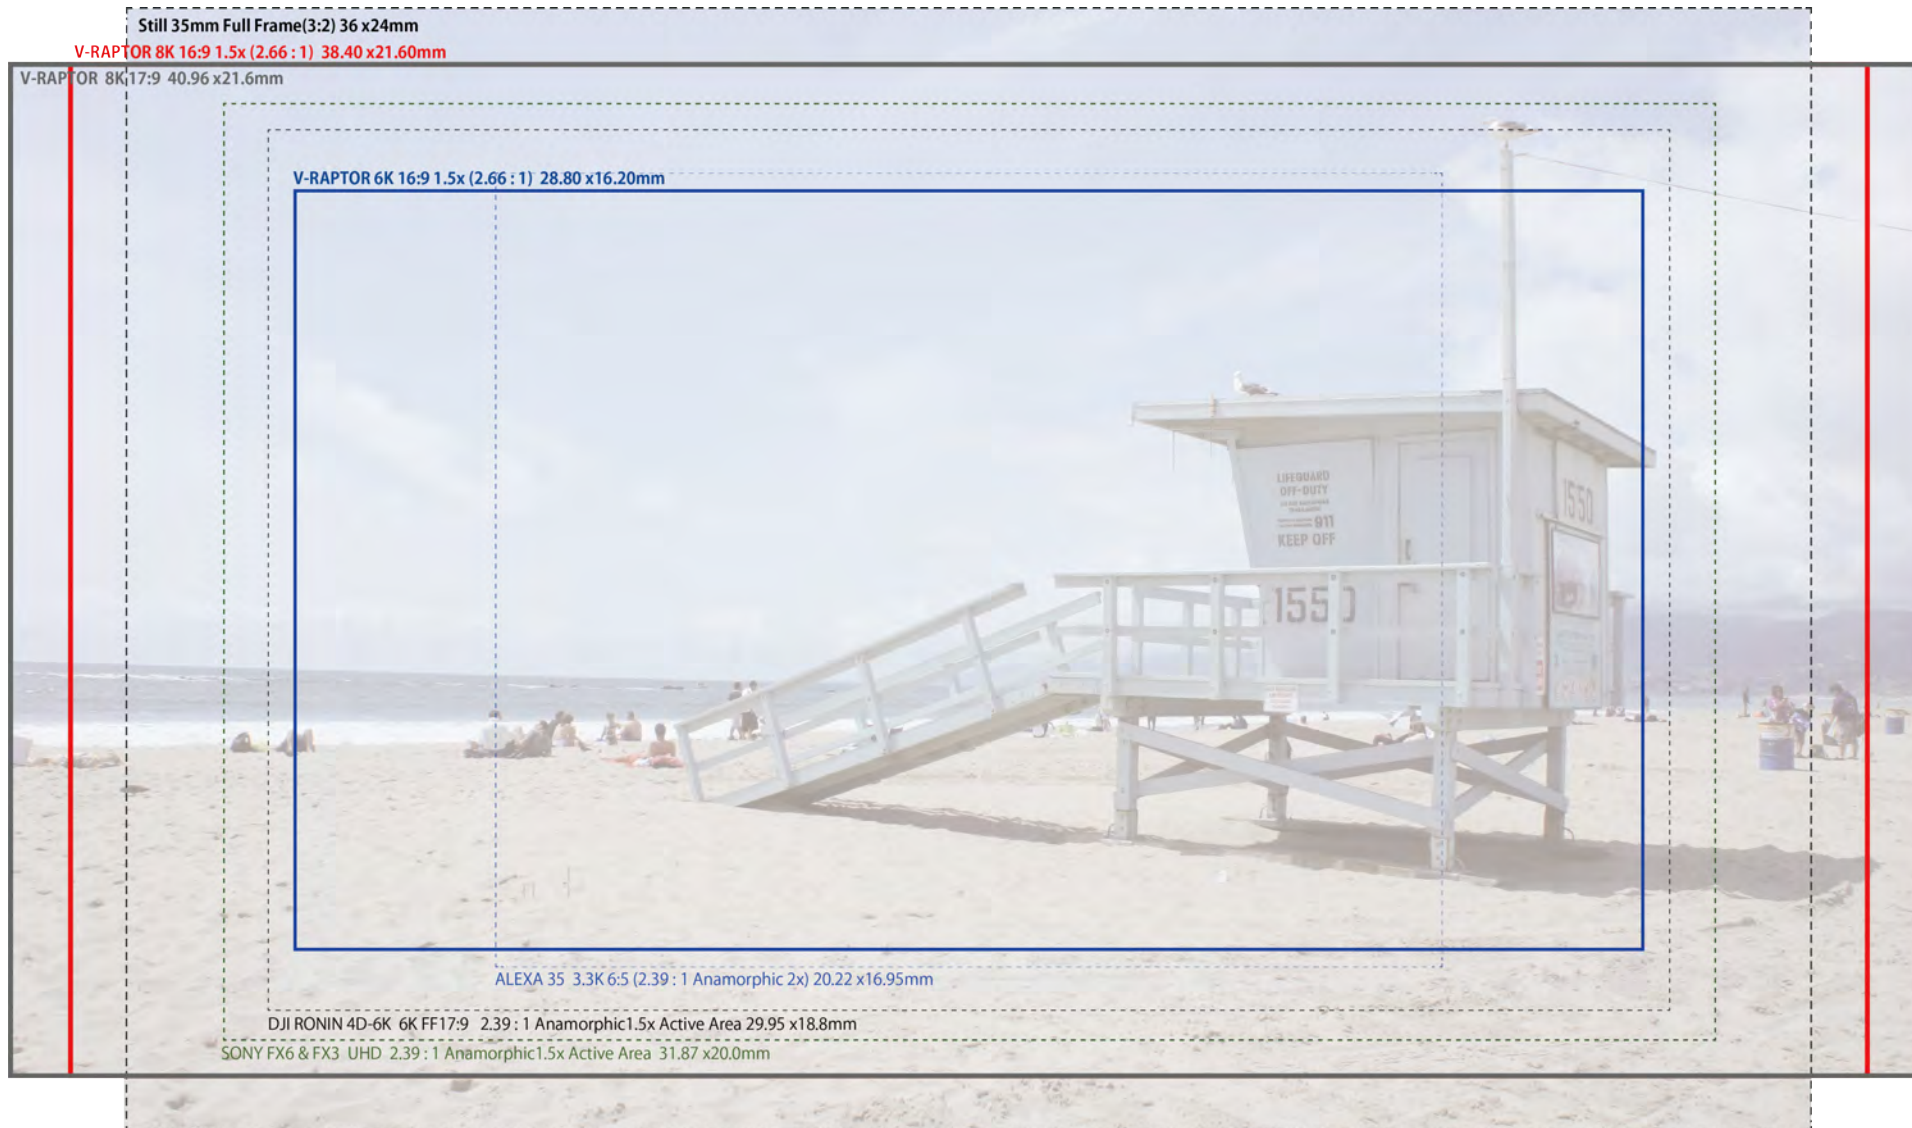 Still 35mm Full Frame(3:2) 36 x24mm
V-RAPTOR 8K 16:9 1.5x (2.66 : 1) 38.40 x21.60mm
V-RAPTOR 8K 17:9 40.96 x21.6mm
V-RAPTOR 6K 16:9 1.5x (2.66 : 1) 28.80 x16.20mm
LIFEGUARD
OFF-DUTY
911
KEEP OFF
1550
1550
ALEXA 35 3.3K 6:5 (2.39 : 1 Anamorphic 2x) 20.22 x16.95mm
DJI RONIN 4D-6K 6K FF17:9 2.39 : 1 Anamorphic1.5x Active Area 29.95 x18.8mm
SONY FX6 & FX3 UHD 2.39 : 1 Anamorphic1.5x Active Area 31.87 x20.0mm